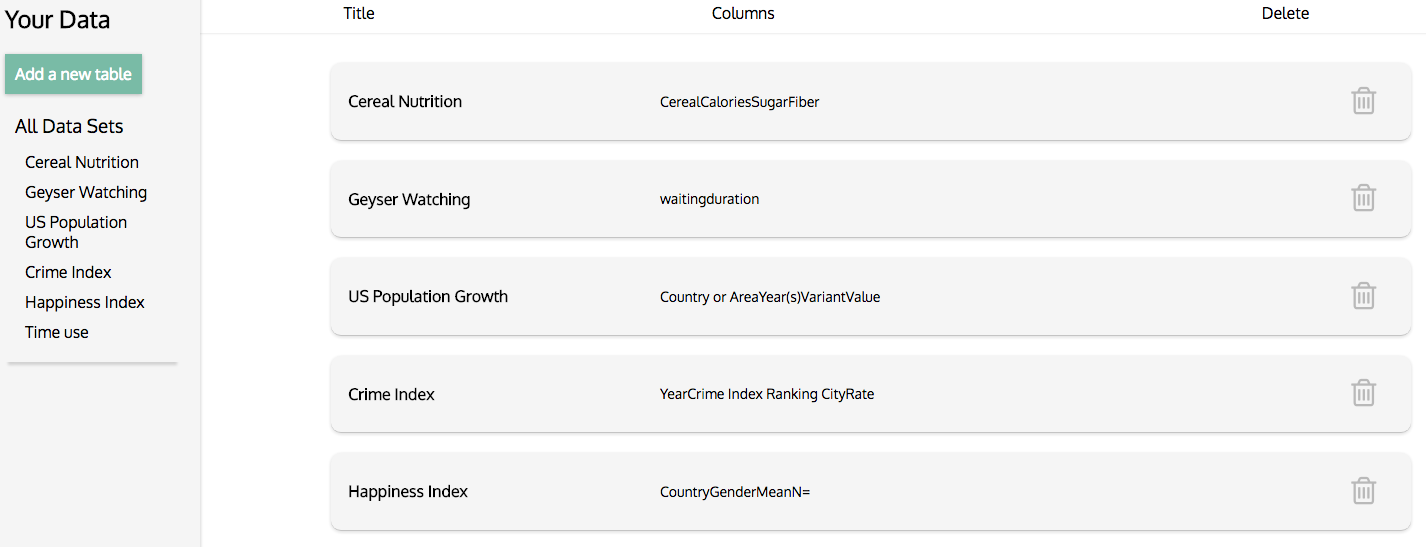 Your Data
Add a new table
All Data Sets
Cereal Nutrition
Geyser Watching
US Population
Growth
Crime Index
Happiness Index
Time use
Title Columns Delete
Cereal Nutrition CerealCaloriesSugarFiber
Geyser Watching waitingduration
US Population Growth Country or AreaYear(s)VariantValue
Crime Index YearCrime Index Ranking CityRate
Happiness Index CountryGenderMeanN=